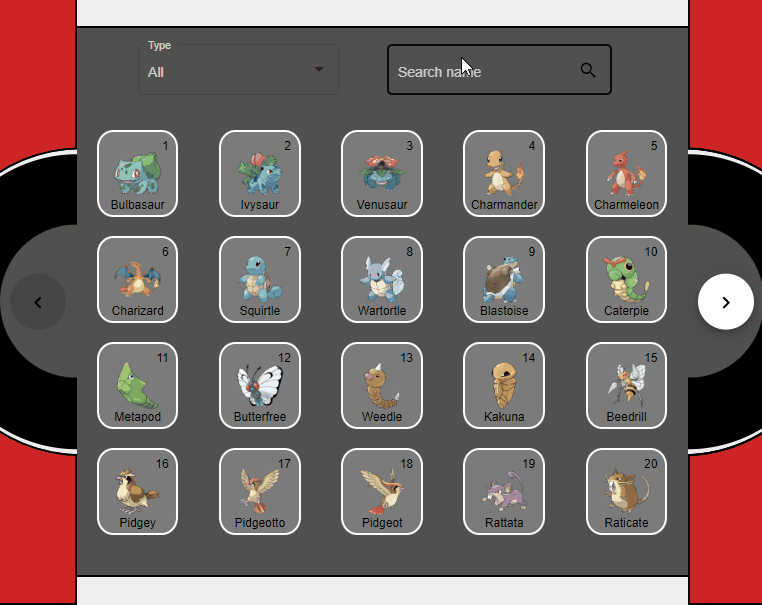 Type
All
Search name
1 2 3 4 5
Bulbasaur Ivysaur Venusaur Charmander Charmeleon
6 7 8 9 10
Charizard Squirtle Wartortle Blastoise Caterpie
11 12 13 14 15
Metapod Butterfree Weedle Kakuna Beedrill
16 17 18 19 20
Pidgey Pidgeotto Pidgeot Rattata Raticate